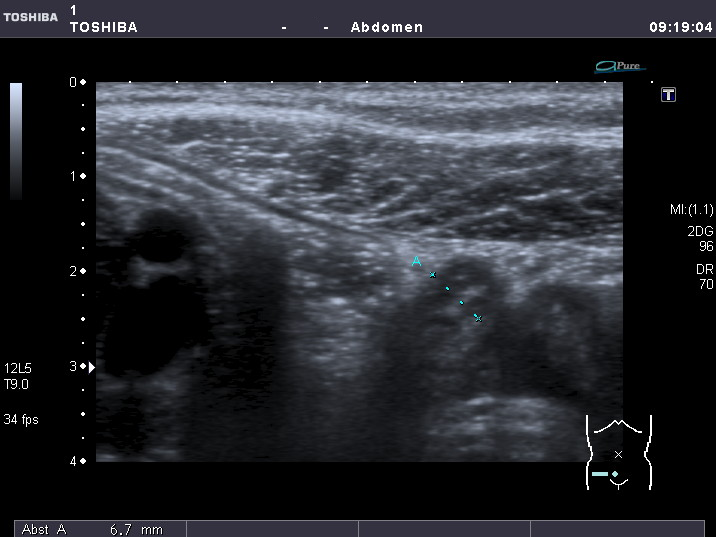 TOSHIBA
1
TOSHIBA - - Abdomen 09:19:04
Pure
T
0
1
2
3
4
A
MI:(1.1)
2DG
96
DR
70
12L5
T9.0
34 fps
Abst A 6.7 mm